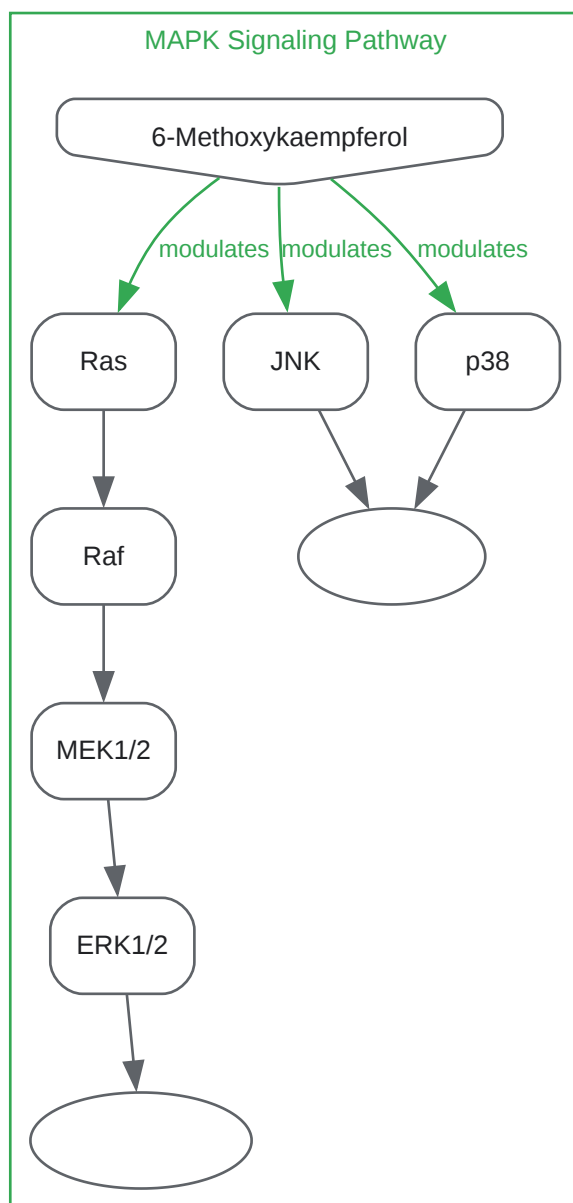 MAPK Signaling Pathway
6-Methoxykaempferol
modulates modulates modulates
Ras JNK p38
Raf
MEK1/2
ERK1/2